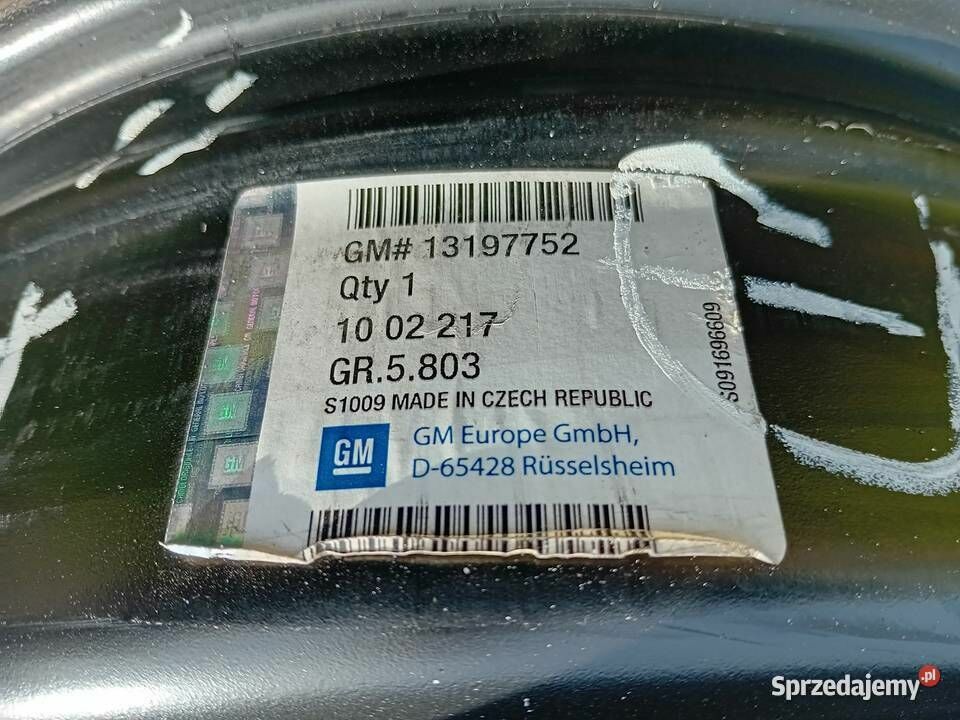 GM# 13197752
Qty 1
10 02 217
GR.5.803
S1009 MADE IN CZECH REPUBLIC
S091696609
GM
GM Europe GmbH,
D-65428 Rüsselsheim
Sprzedajemy.pl